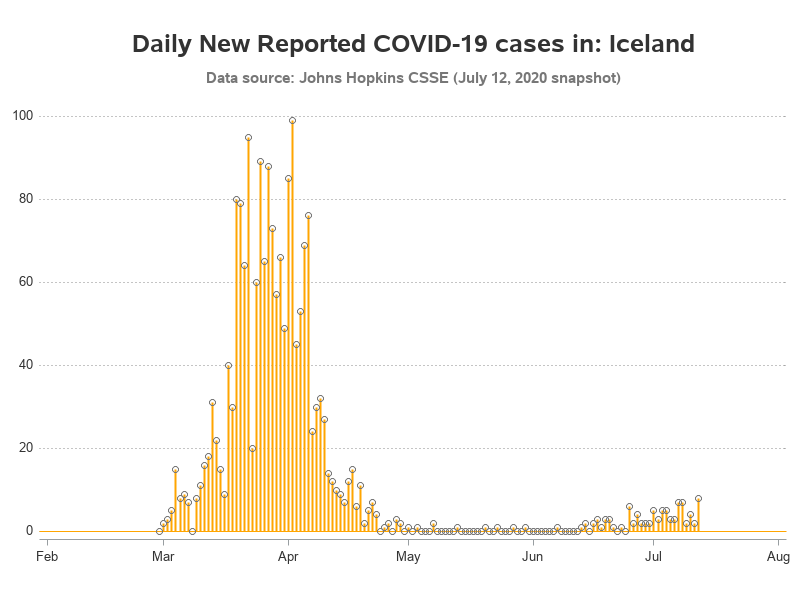 Daily New Reported COVID-19 cases in: Iceland
Data source: Johns Hopkins CSSE (July 12, 2020 snapshot)
100
80
60
40
20
0
Feb Mar Apr May Jun Jul Aug